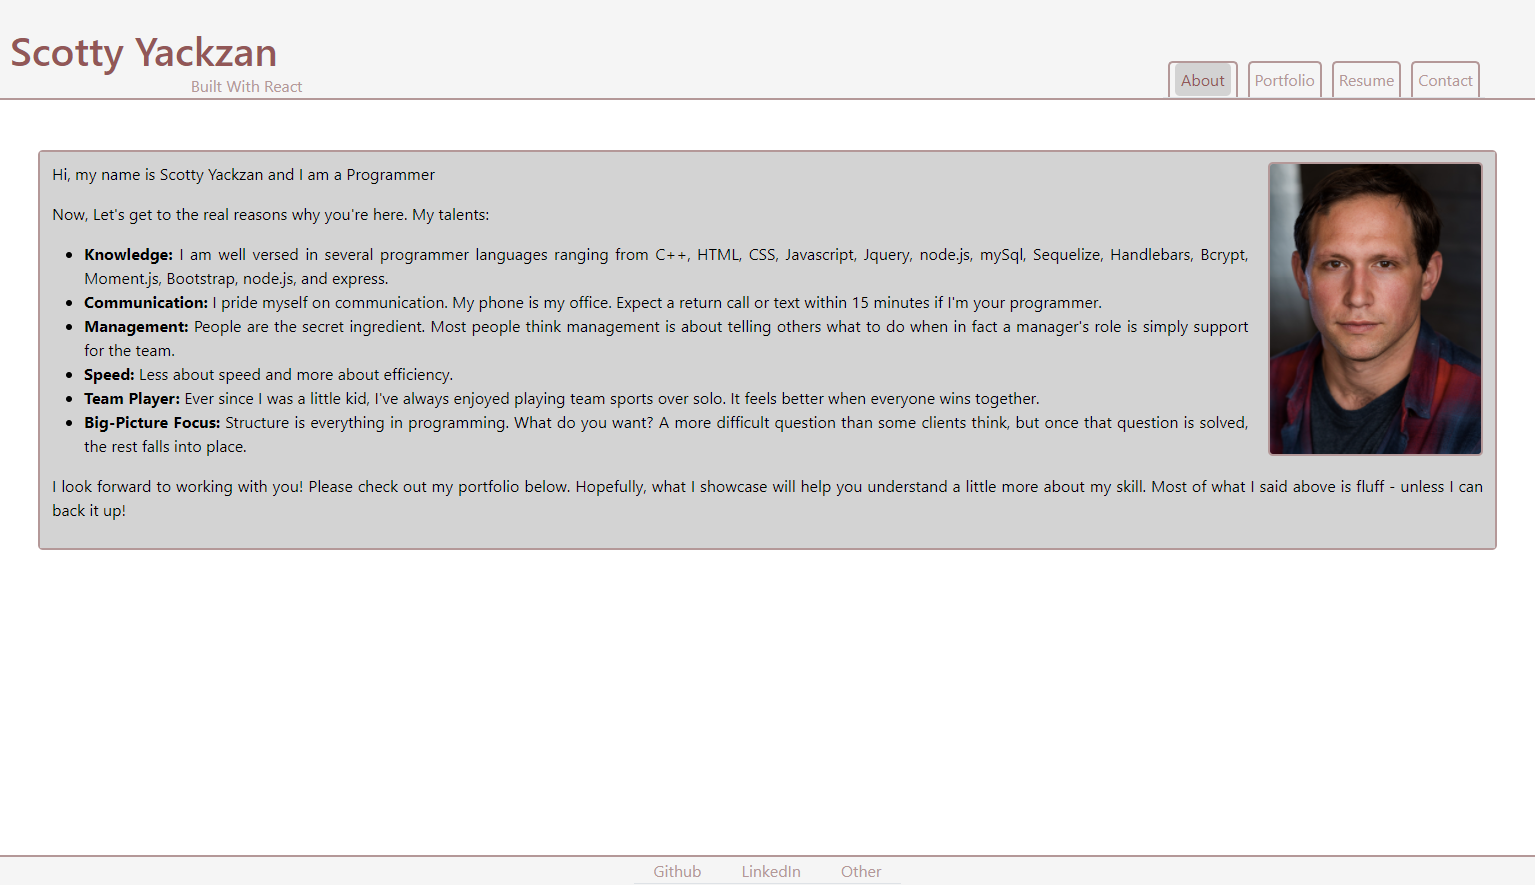 Scotty Yackzan
Built With React
About
Portfolio
Resume
Contact
Hi, my name is Scotty Yackzan and I am a Programmer
Now, Let's get to the real reasons why you're here. My talents:
Knowledge: I am well versed in several programmer languages ranging from C++, HTML, CSS, Javascript, Jquery, node.js, mySql, Sequelize, Handlebars, Bcrypt,
Moment.js, Bootstrap, node.js, and express.
Communication: I pride myself on communication. My phone is my office. Expect a return call or text within 15 minutes if I'm your programmer.
Management: People are the secret ingredient. Most people think management is about telling others what to do when in fact a manager's role is simply support
for the team.
Speed: Less about speed and more about efficiency.
Team Player: Ever since I was a little kid, I've always enjoyed playing team sports over solo. It feels better when everyone wins together.
Big-Picture Focus: Structure is everything in programming. What do you want? A more difficult question than some clients think, but once that question is solved,
the rest falls into place.
I look forward to working with you! Please check out my portfolio below. Hopefully, what I showcase will help you understand a little more about my skill. Most of what I said above is fluff - unless I can
back it up!
Github
LinkedIn
Other